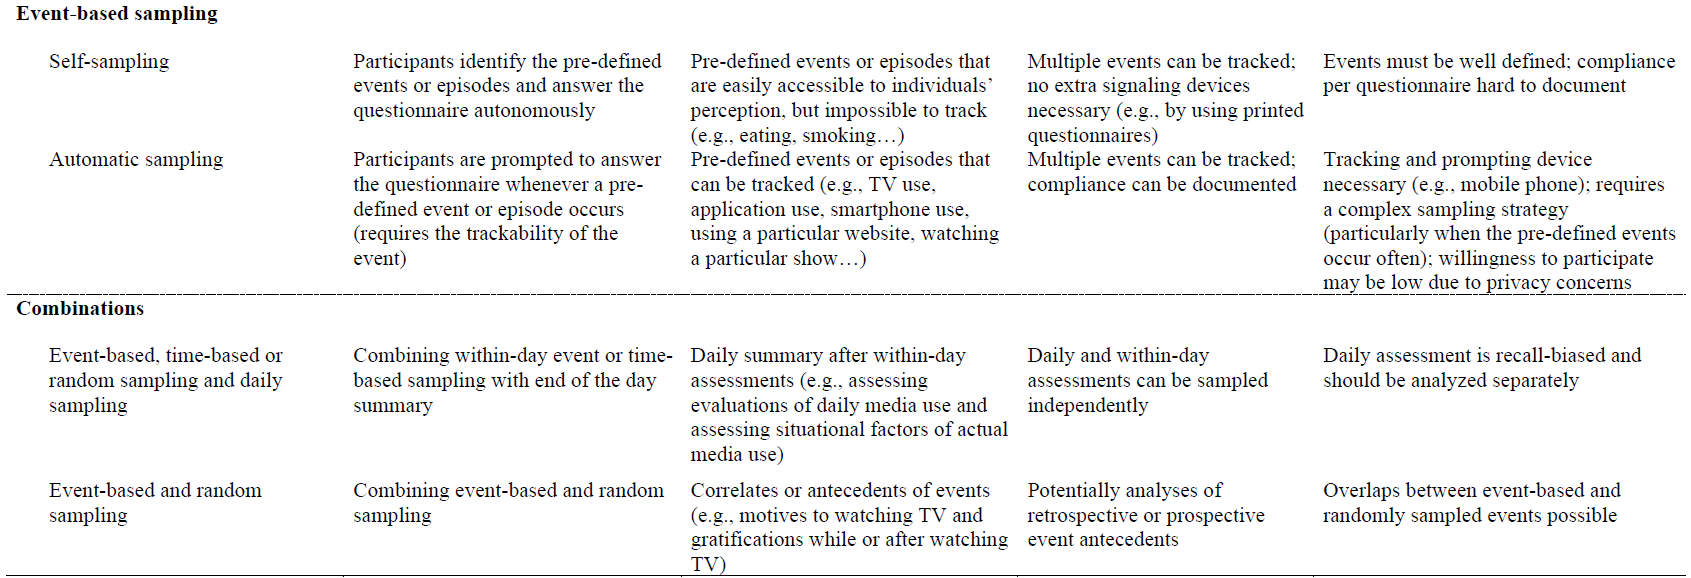 Event-based sampling
Self-sampling
Participants identify the pre-defined
events or episodes and answer the
questionnaire autonomously
Pre-defined events or episodes that
are easily accessible to individuals’
perception, but impossible to track
(e.g., eating, smoking…)
Multiple events can be tracked;
no extra signaling devices
necessary (e.g., by using printed
questionnaires)
Events must be well defined; compliance
per questionnaire hard to document
Automatic sampling
Participants are prompted to answer
the questionnaire whenever a pre-
defined event or episode occurs
(requires the trackability of the
event)
Pre-defined events or episodes that
can be tracked (e.g., TV use,
application use, smartphone use,
using a particular website, watching
a particular show…)
Multiple events can be tracked;
compliance can be documented
Tracking and prompting device
necessary (e.g., mobile phone); requires
a complex sampling strategy
(particularly when the pre-defined events
occur often); willingness to participate
may be low due to privacy concerns
Combinations
Event-based, time-based or
random sampling and daily
sampling
Combining within-day event or time-
based sampling with end of the day
summary
Daily summary after within-day
assessments (e.g., assessing
evaluations of daily media use and
assessing situational factors of actual
media use)
Daily and within-day
assessments can be sampled
independently
Daily assessment is recall-biased and
should be analyzed separately
Event-based and random
sampling
Combining event-based and random
sampling
Correlates or antecedents of events
(e.g., motives to watching TV and
gratifications while or after watching
TV)
Potentially analyses of
retrospective or prospective
event antecedents
Overlaps between event-based and
randomly sampled events possible